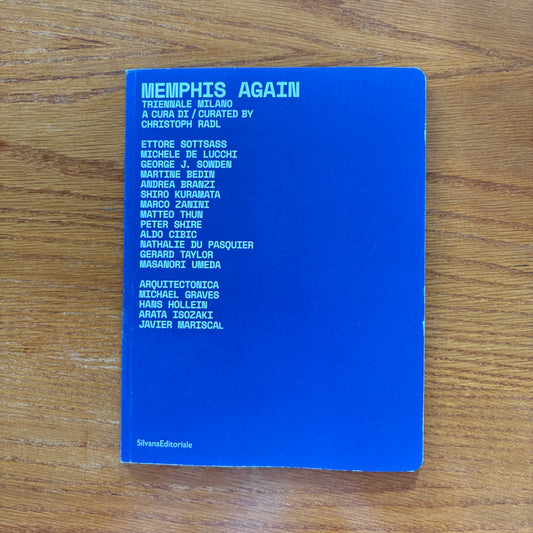 MEMPHIS AGAIN
TRIENNALE MILANO
A CURA DI / CURATED BY
CHRISTOPH RADL
ETTORE SOTTSASS
MICHELE DE LUCCHI
GEORGE J. SOWDEN
MARTINE BEDIN
ANDREA BRANZI
SHIRO KURAMATA
MARCO ZANINI
MATTEO THUN
PETER SHIRE
ALDO CIBIC
NATHALIE DU PASQUIER
GERARD TAYLOR
MASANORI UMEDA
ARQUITECTONICA
MICHAEL GRAVES
HANS HOLLEIN
ARATA ISOZAKI
JAVIER MARISCAL
SilvanaEditoriale